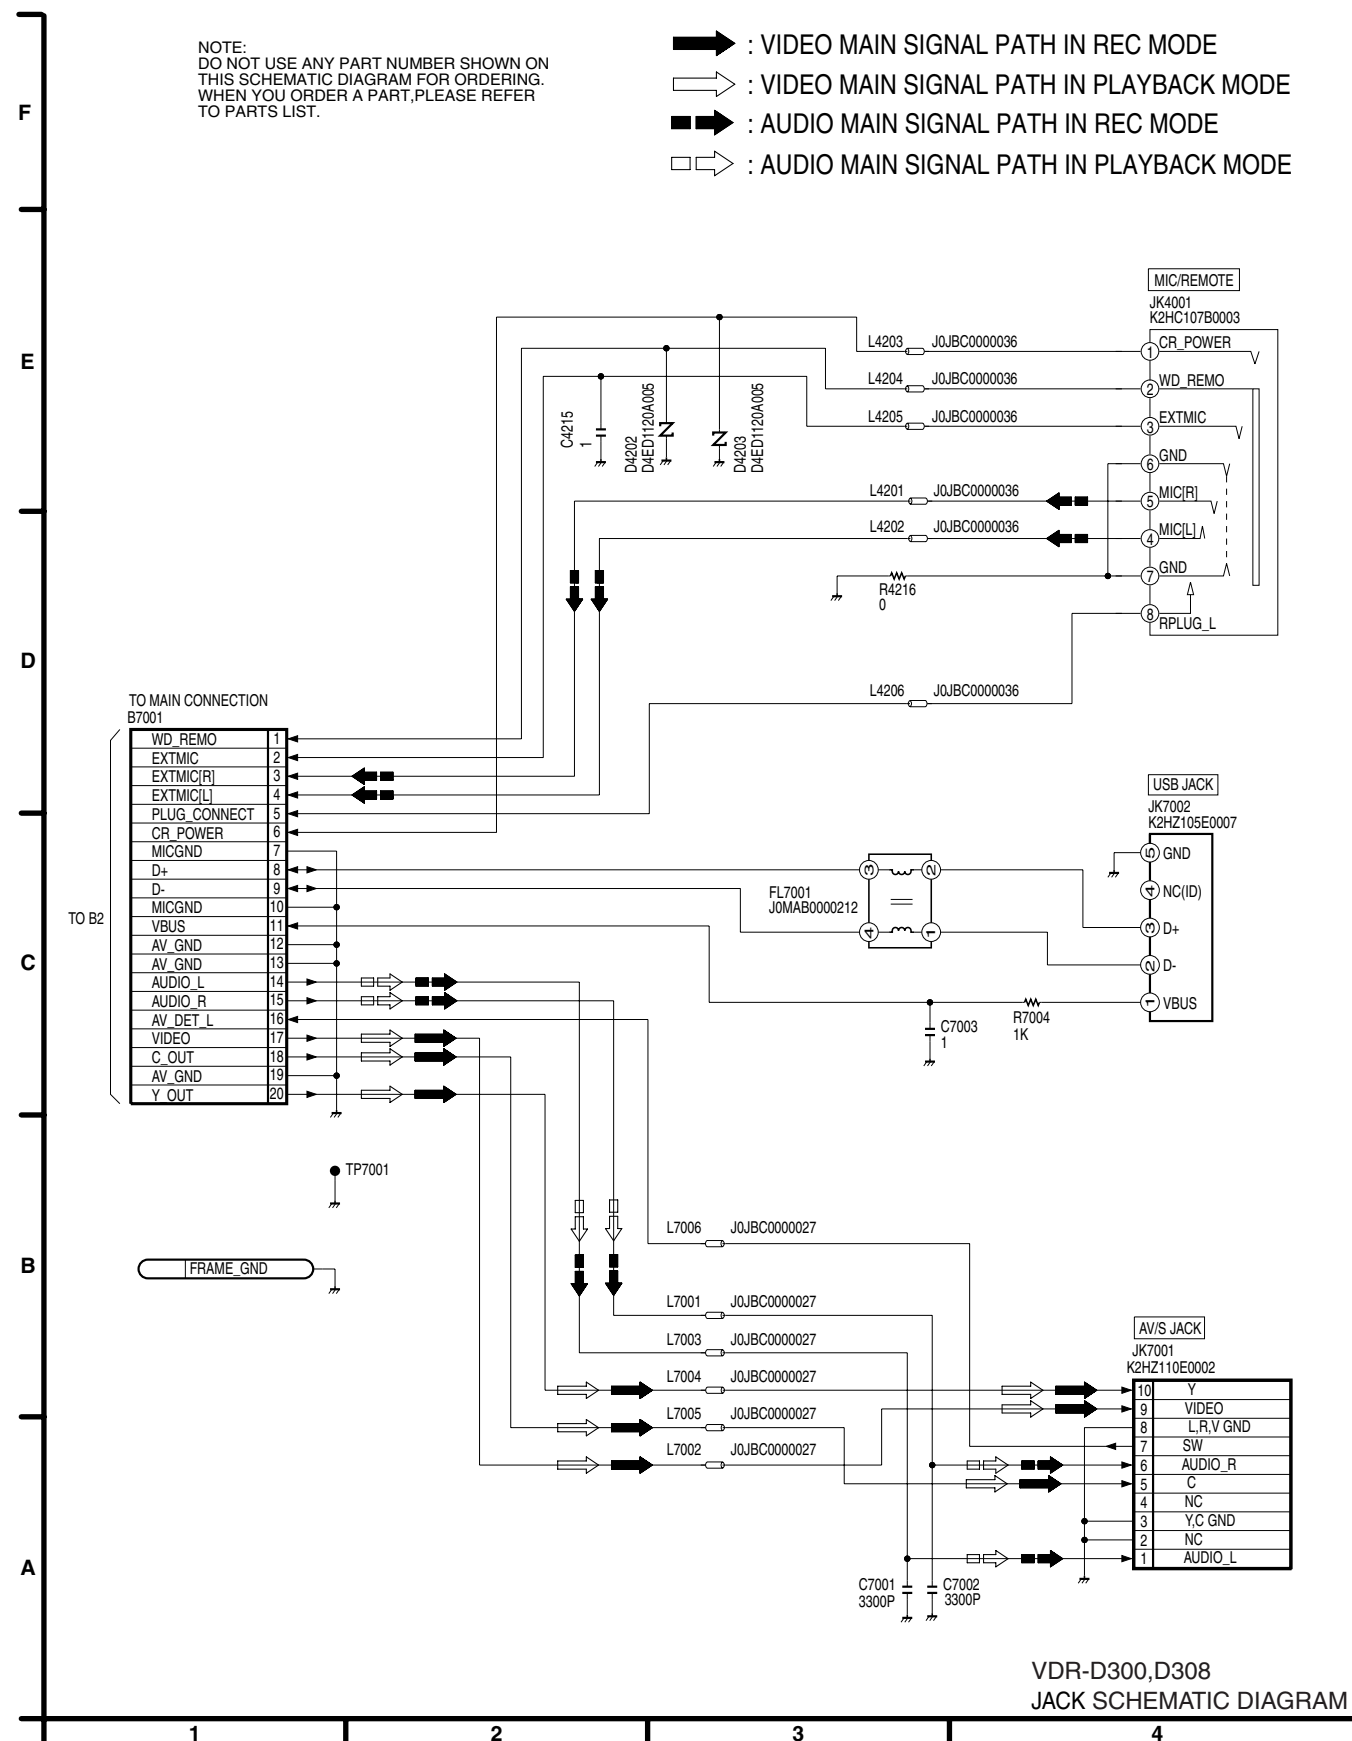 NOTE:
DO NOT USE ANY PART NUMBER SHOWN ON
THIS SCHEMATIC DIAGRAM FOR ORDERING.
WHEN YOU ORDER A PART,PLEASE REFER
TO PARTS LIST.
: VIDEO MAIN SIGNAL PATH IN REC MODE
: VIDEO MAIN SIGNAL PATH IN PLAYBACK MODE
: AUDIO MAIN SIGNAL PATH IN REC MODE
: AUDIO MAIN SIGNAL PATH IN PLAYBACK MODE
F
E
D
C
B
A
MIC/REMOTE
JK4001
K2HC107B0003
1 CR_POWER
2 WD_REMO
3 EXTMIC
6 GND
5 MIC[R]
4 MIC[L]
7 GND
8 RPLUG_L
L4203 J0JBC0000036
L4204 J0JBC0000036
L4205 J0JBC0000036
C4215
1
D4202
D4ED1120A005
D4203
D4ED1120A005
L4201 J0JBC0000036
L4202 J0JBC0000036
R4216
0
L4206 J0JBC0000036
TO MAIN CONNECTION
B7001
TO B2
WD_REMO 1
EXTMIC 2
EXTMIC[R] 3
EXTMIC[L] 4
PLUG_CONNECT 5
CR_POWER 6
MICGND 7
D+ 8
D- 9
MICGND 10
VBUS 11
AV_GND 12
AV_GND 13
AUDIO_L 14
AUDIO_R 15
AV_DET_L 16
VIDEO 17
C_OUT 18
AV_GND 19
Y_OUT 20
USB JACK
JK7002
K2HZ105E0007
5 GND
4 NC(ID)
3 D+
2 D-
1 VBUS
FL7001
J0MAB0000212
3 2
4 1
C7003
1
R7004
1K
TP7001
FRAME_GND
L7006 J0JBC0000027
L7001 J0JBC0000027
L7003 J0JBC0000027
L7004 J0JBC0000027
L7005 J0JBC0000027
L7002 J0JBC0000027
AV/S JACK
JK7001
K2HZ110E0002
10 Y
9 VIDEO
8 L,R,V GND
7 SW
6 AUDIO_R
5 C
4 NC
3 Y,C GND
2 NC
1 AUDIO_L
C7001
3300P
C7002
3300P
VDR-D300,D308
JACK SCHEMATIC DIAGRAM
1 2 3 4